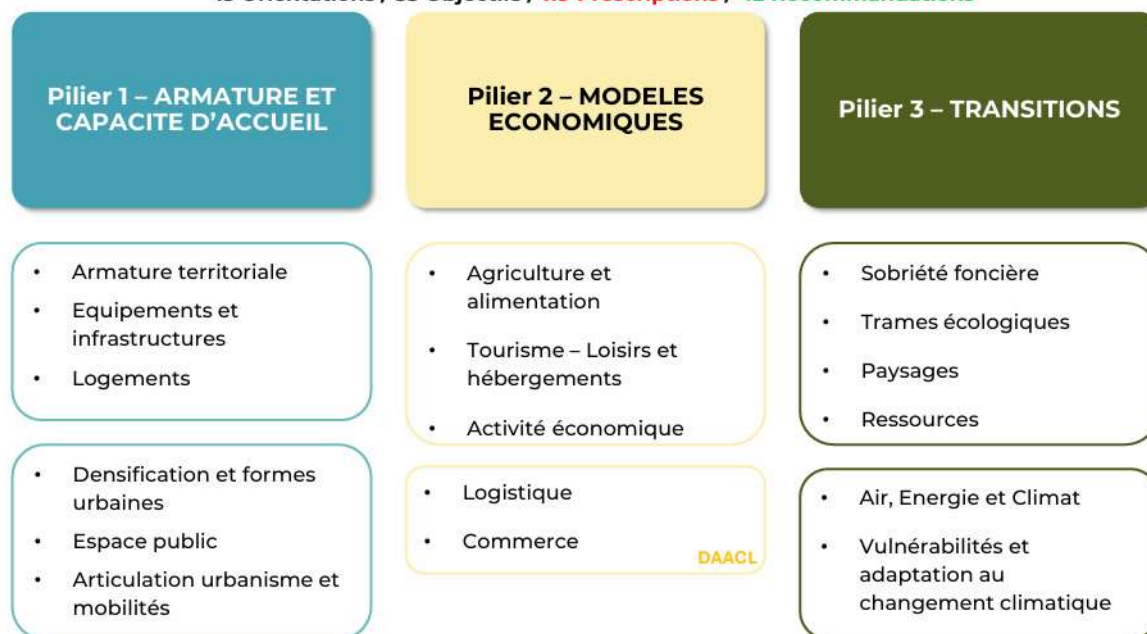 Pilier 1 – ARMATURE ET
CAPACITE D'ACCUEIL
• Armature territoriale
• Equipements et
infrastructures
• Logements
• Densification et formes
urbaines
• Espace public
• Articulation urbanisme et
mobilités
Pilier 2 – MODELES
ECONOMIQUES
• Agriculture et
alimentation
• Tourisme – Loisirs et
hébergements
• Activité économique
• Logistique
• Commerce
DAACL
Pilier 3 – TRANSITIONS
• Sobriété foncière
• Trames écologiques
• Paysages
• Ressources
• Air, Energie et Climat
• Vulnérabilités et
adaptation au
changement climatique